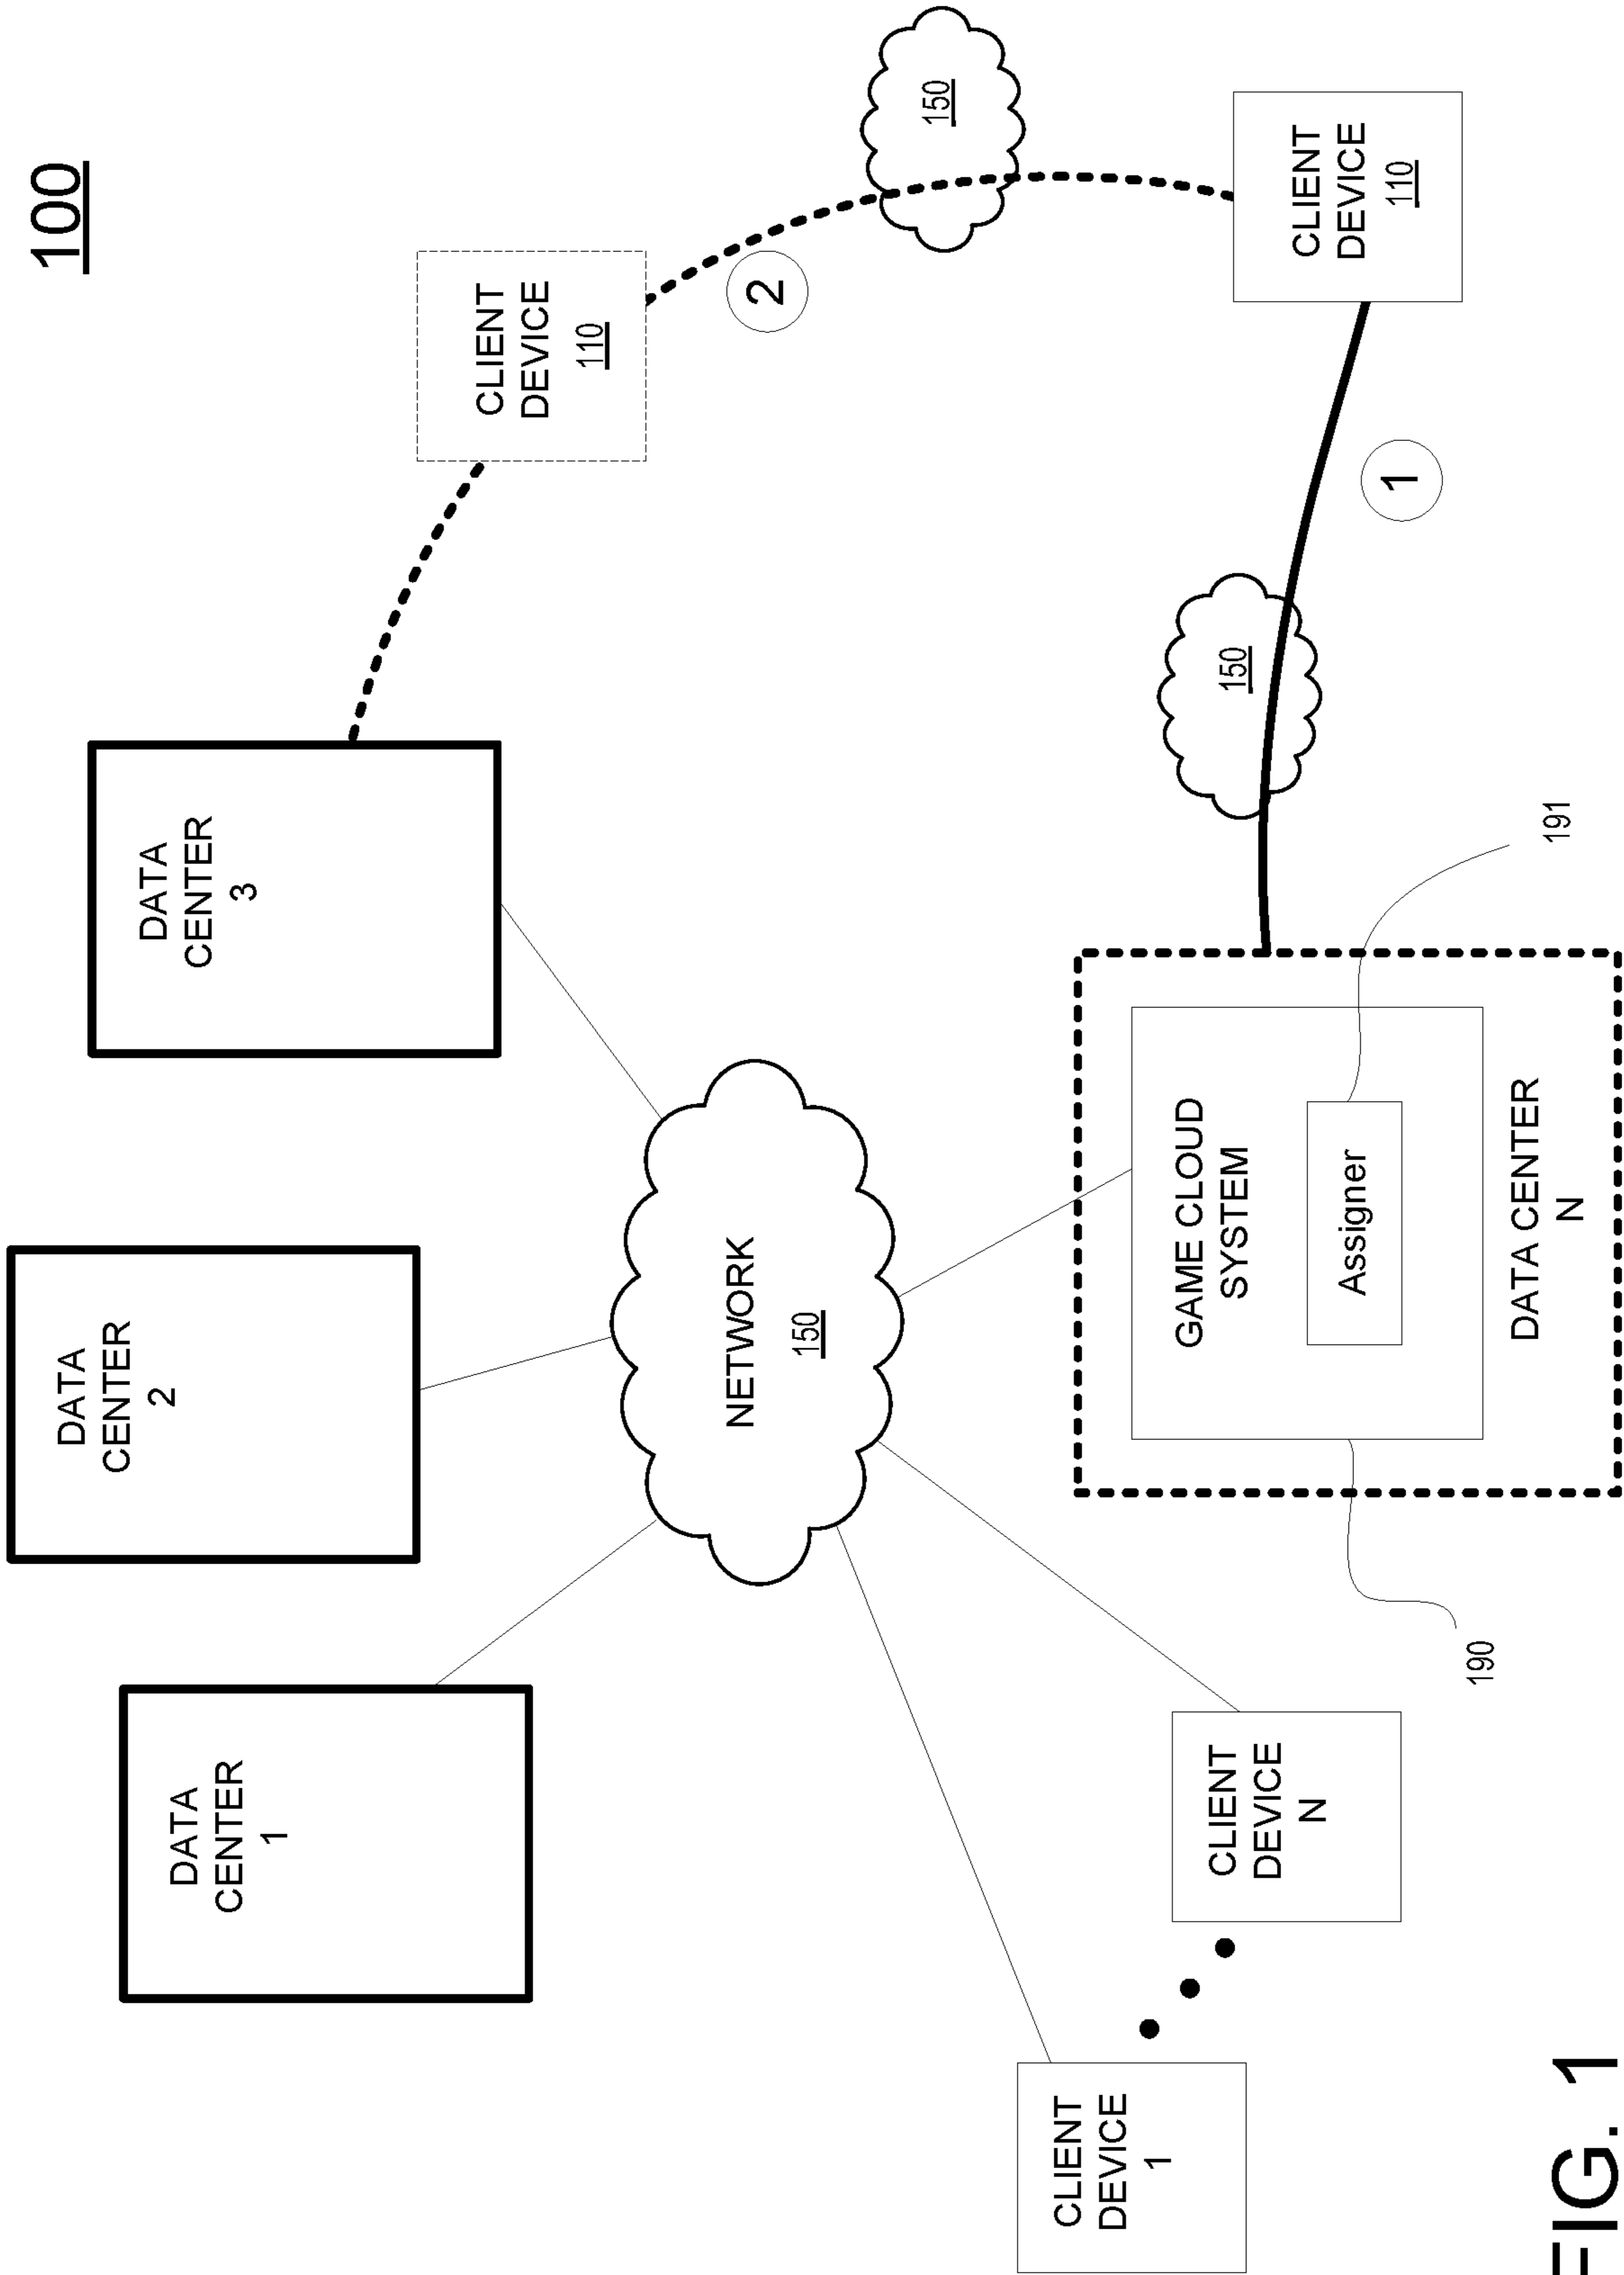 100
DATA
CENTER
2
DATA
CENTER
3
DATA
CENTER
1
CLIENT
DEVICE
110
2
150
NETWORK
150
CLIENT
DEVICE
1
CLIENT
DEVICE
N
GAME CLOUD
SYSTEM
Assigner
DATA CENTER
N
190
191
150
1
CLIENT
DEVICE
110
FIG. 1